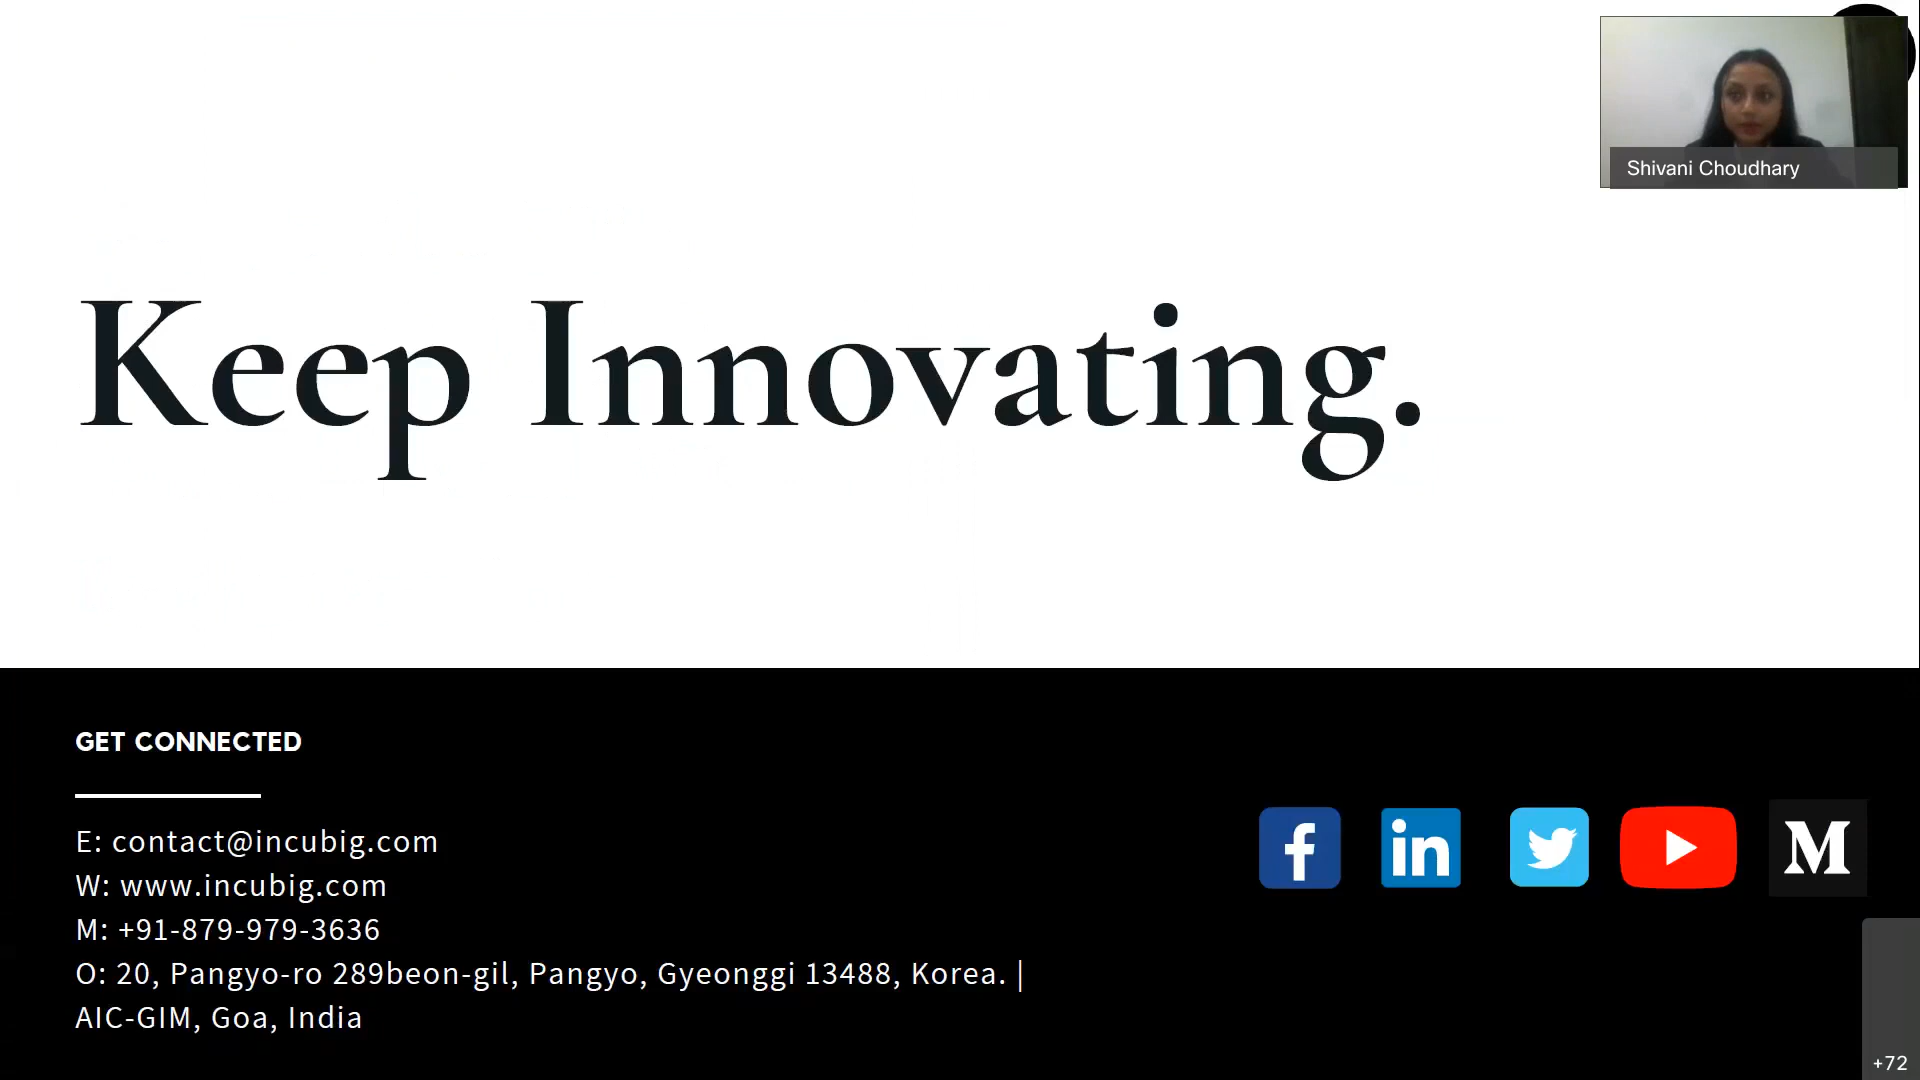 Shivani Choudhary
Keep Innovating.
GET CONNECTED
E: contact@incubig.com
W: www.incubig.com
M: +91-879-979-3636
O: 20, Pangyo-ro 289beon-gil, Pangyo, Gyeonggi 13488, Korea. |
AIC-GIM, Goa, India
f
in
M
+72